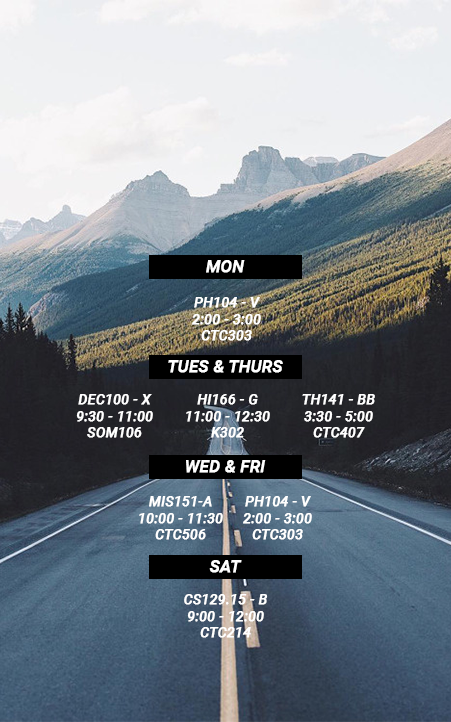 MON
PH104 - V
2:00 - 3:00
CTC303
TUES & THURS
DEC100 - X
9:30 - 11:00
SOM106
HI166 - G
11:00 - 12:30
K302
TH141 - BB
3:30 - 5:00
CTC407
WED & FRI
MIS151-A
10:00 - 11:30
CTC506
PH104 - V
2:00 - 3:00
CTC303
SAT
CS129.15 - B
9:00 - 12:00
CTC214